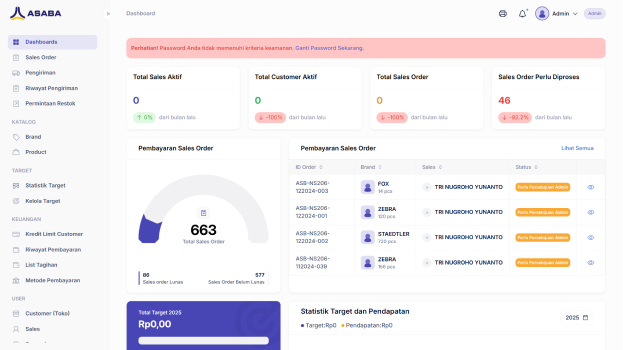 ASABA
Dashboard
Admin
Admin
Dashboards
Sales Order
Pengiriman
Riwayat Pengiriman
Permintaan Restok
KATALOG
Brand
Product
TARGET
Statistik Target
Kelola Target
KEUANGAN
Kredit Limit Customer
Riwayat Pembayaran
List Tagihan
Metode Pembayaran
USER
Customer (Toko)
Sales
Perhatian! Password Anda tidak memenuhi kriteria keamanan. Ganti Password Sekarang.
Total Sales Aktif
0
↑ 0% dari bulan lalu
Total Customer Aktif
0
↓ -100% dari bulan lalu
Total Sales Order
0
↓ -100% dari bulan lalu
Sales Order Perlu Diproses
46
↓ -92.2% dari bulan lalu
Pembayaran Sales Order
663
Total Sales Order
86
Sales order Lunas
577
Sales Order Belum Lunas
Pembayaran Sales Order
Lihat Semua
ID Order
Brand
Sales
Status
ASB-NS206-122024-003
FOX
14 pcs
TRI NUGROHO YUNANTO
Perlu Persetujuan Admin
ASB-NS206-122024-001
ZEBRA
120 pcs
TRI NUGROHO YUNANTO
Perlu Persetujuan Admin
ASB-NS206-122024-002
STAEDTLER
TRI NUGROHO YUNANTO
Perlu Persetujuan Admin
ASB-NS206-112024-039
ZEBRA
TRI NUGROHO YUNANTO
Perlu Persetujuan Admin
Total Target 2025
Rp0,00
Statistik Target dan Pendapatan
Target:Rp0
Pendapatan:Rp0
2025